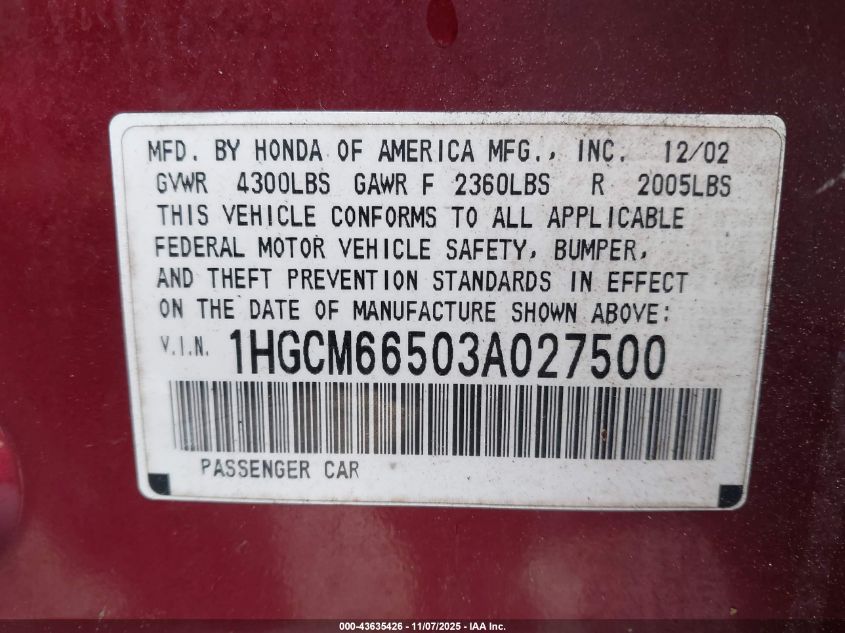 MFD. BY HONDA OF AMERICA MFG., INC. 12/02
GVWR 4300LBS GAWR F 2360LBS R 2005LBS
THIS VEHICLE CONFORMS TO ALL APPLICABLE
FEDERAL MOTOR VEHICLE SAFETY, BUMPER,
AND THEFT PREVENTION STANDARDS IN EFFECT
ON THE DATE OF MANUFACTURE SHOWN ABOVE:
V.I.N. 1HGCM66503A027500
PASSENGER CAR
000-43635426 - 11/07/2025 - IAA Inc.